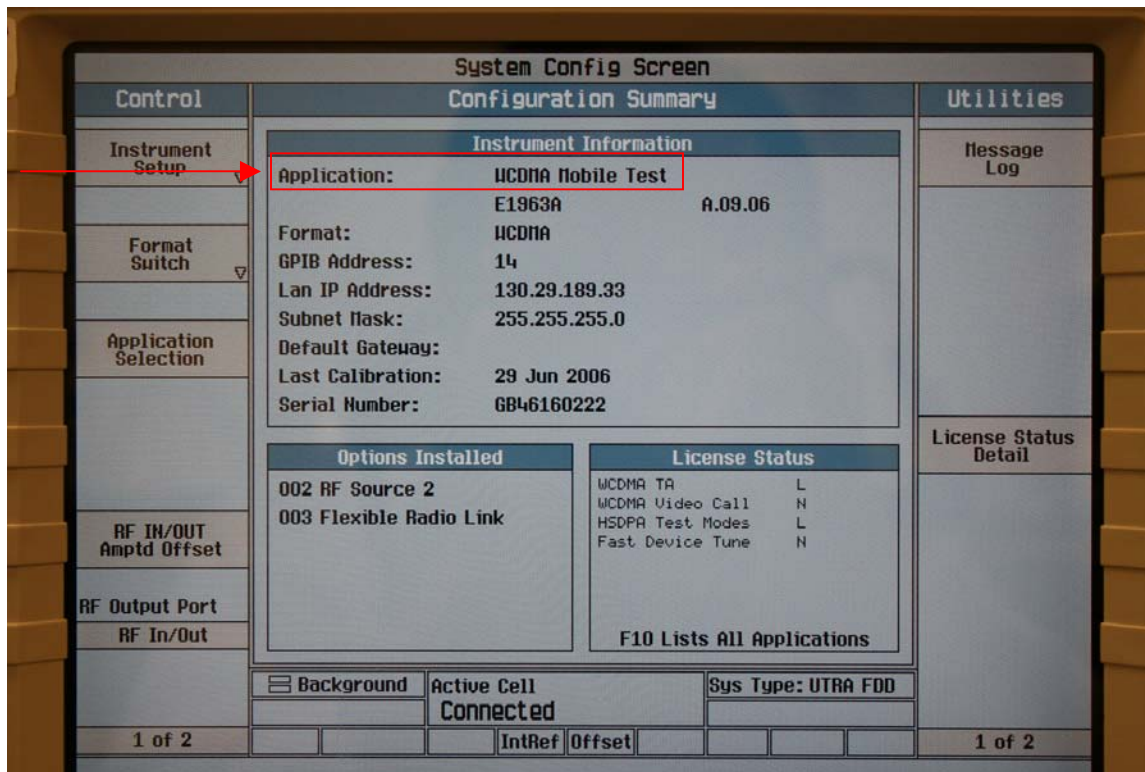 System Config Screen
Control
Configuration Summary
Utilities
Instrument
Setup
Format
Switch
Application
Selection
RF IN/OUT
Amptd Offset
RF Output Port
RF In/Out
1 of 2
Instrument Information
Application: WCDMA Mobile Test
E1963A A.09.06
Format: WCDMA
GPIB Address: 14
Lan IP Address: 130.29.189.33
Subnet Mask: 255.255.255.0
Default Gateway:
Last Calibration: 29 Jun 2006
Serial Number: GB46160222
Options Installed
002 RF Source 2
003 Flexible Radio Link
License Status
WCDMA TA L
WCDMA Video Call N
HSDPA Test Modes L
Fast Device Tune N
F10 Lists All Applications
Background
Active Cell
Connected
Sys Type: UTRA FDD
IntRef Offset
Message
Log
License Status
Detail
1 of 2